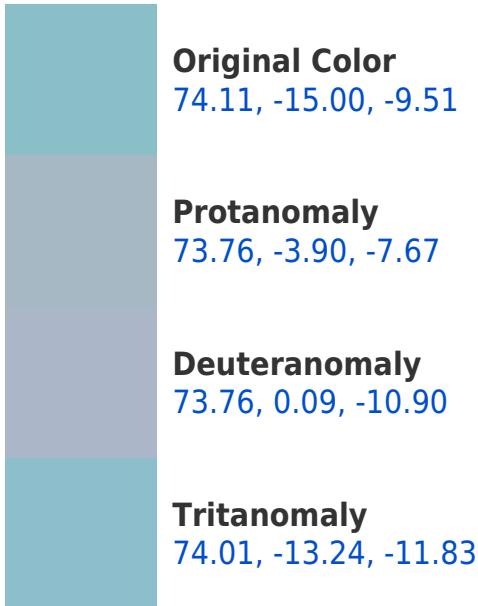 Original Color
74.11, -15.00, -9.51
Protanomaly
73.76, -3.90, -7.67
Deuteranomaly
73.76, 0.09, -10.90
Tritanomaly
74.01, -13.24, -11.83